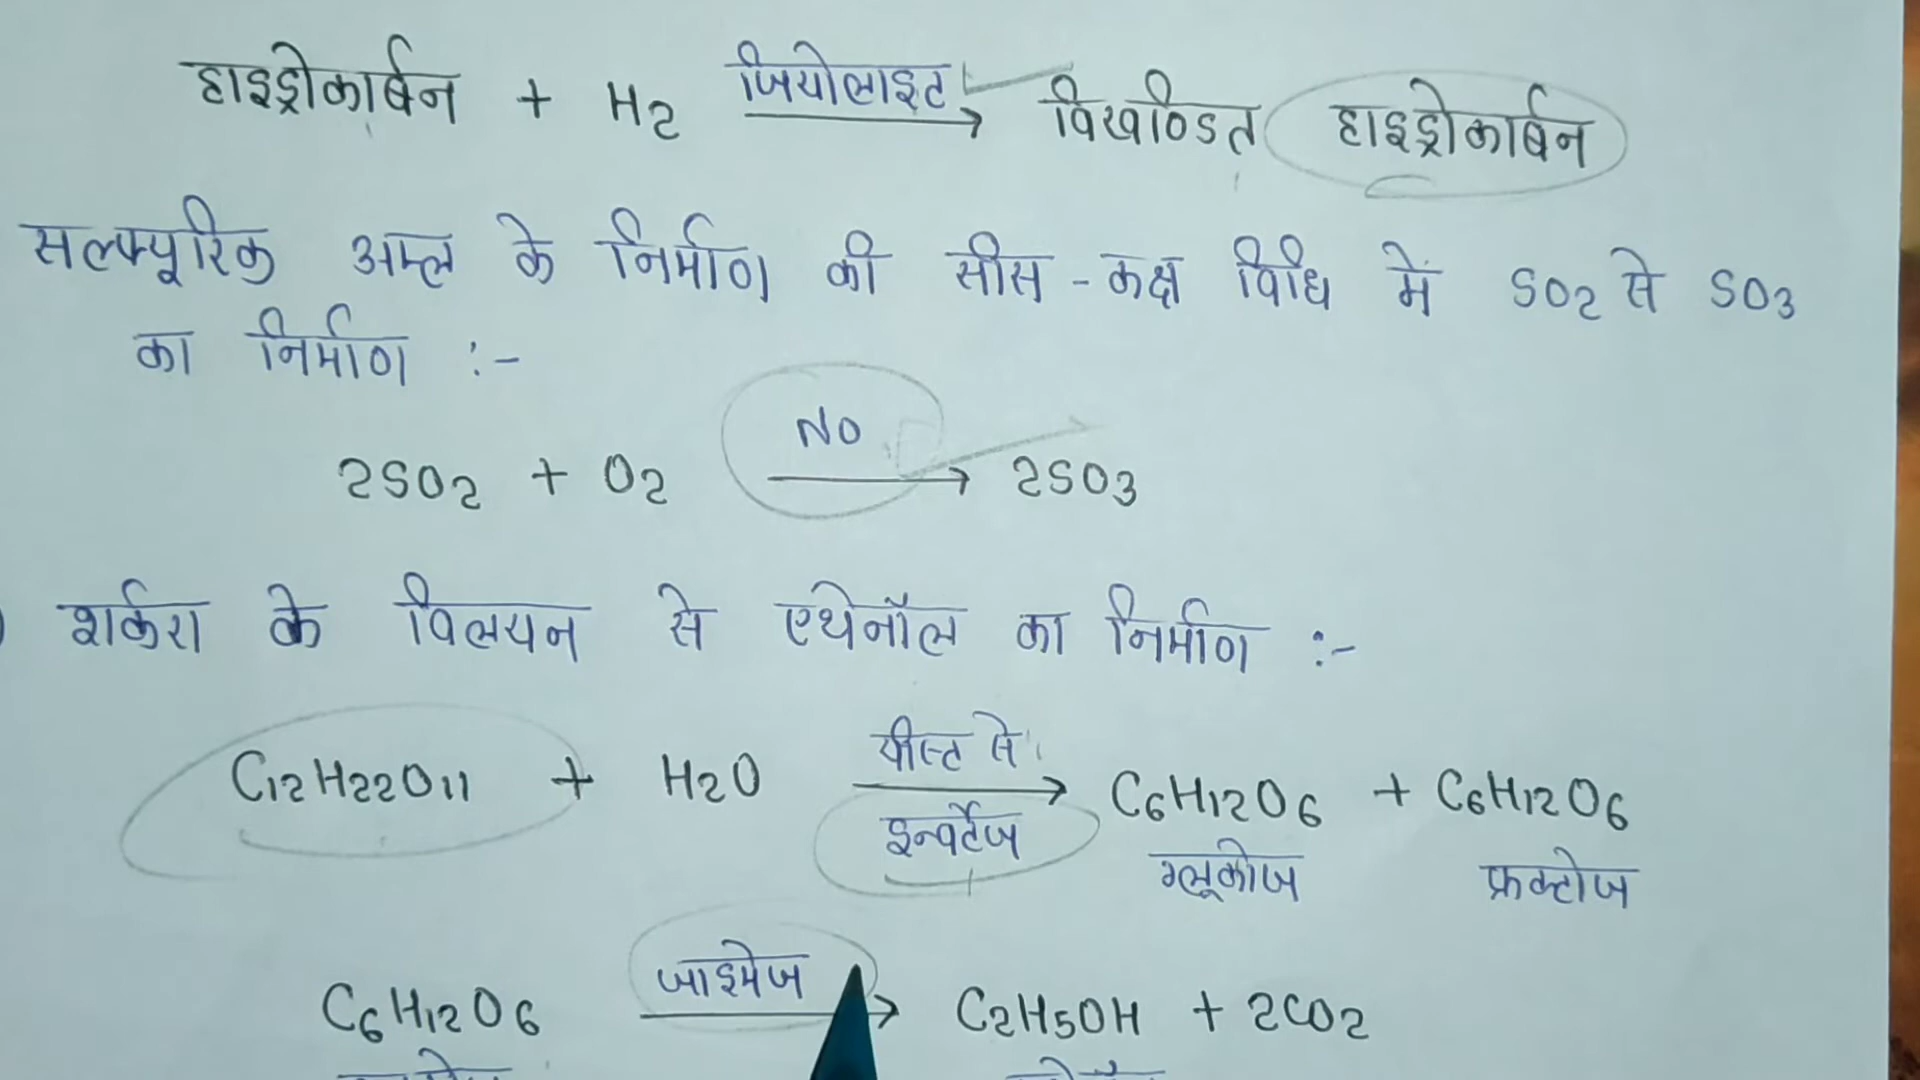 हाइड्रोकार्बन + H2 जियोलाइट → विखण्डित हाइड्रोकार्बन
सल्फ्यूरिक अम्ल के निर्माण की सीस - कक्ष विधि में SO2 से SO3
का निर्माण :-
NO
2SO2 + O2 → 2SO3
शर्करा के विलयन से एथेनॉल का निर्माण :-
यीस्ट से
C12H22O11 + H2O → C6H12O6 + C6H12O6
इन्वर्टेज ग्लूकोज फ्रक्टोज
जाइमेज
C6H12O6 → C2H5OH + 2CO2